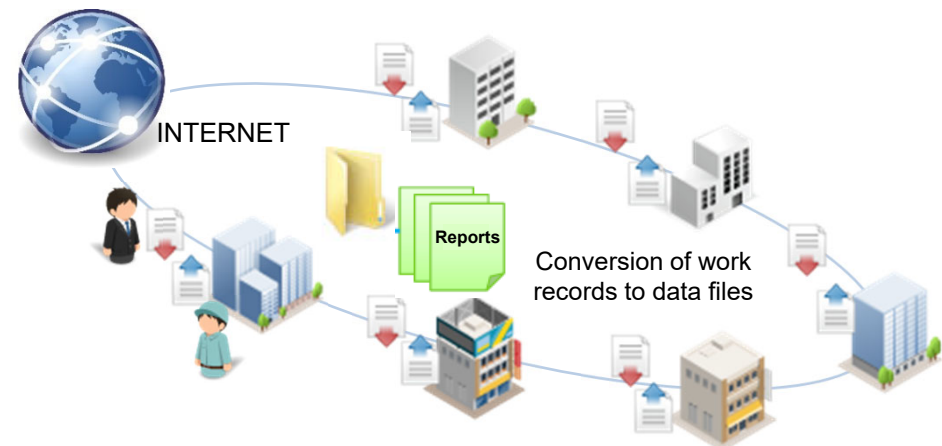 INTERNET
Reports
Conversion of work
records to data files